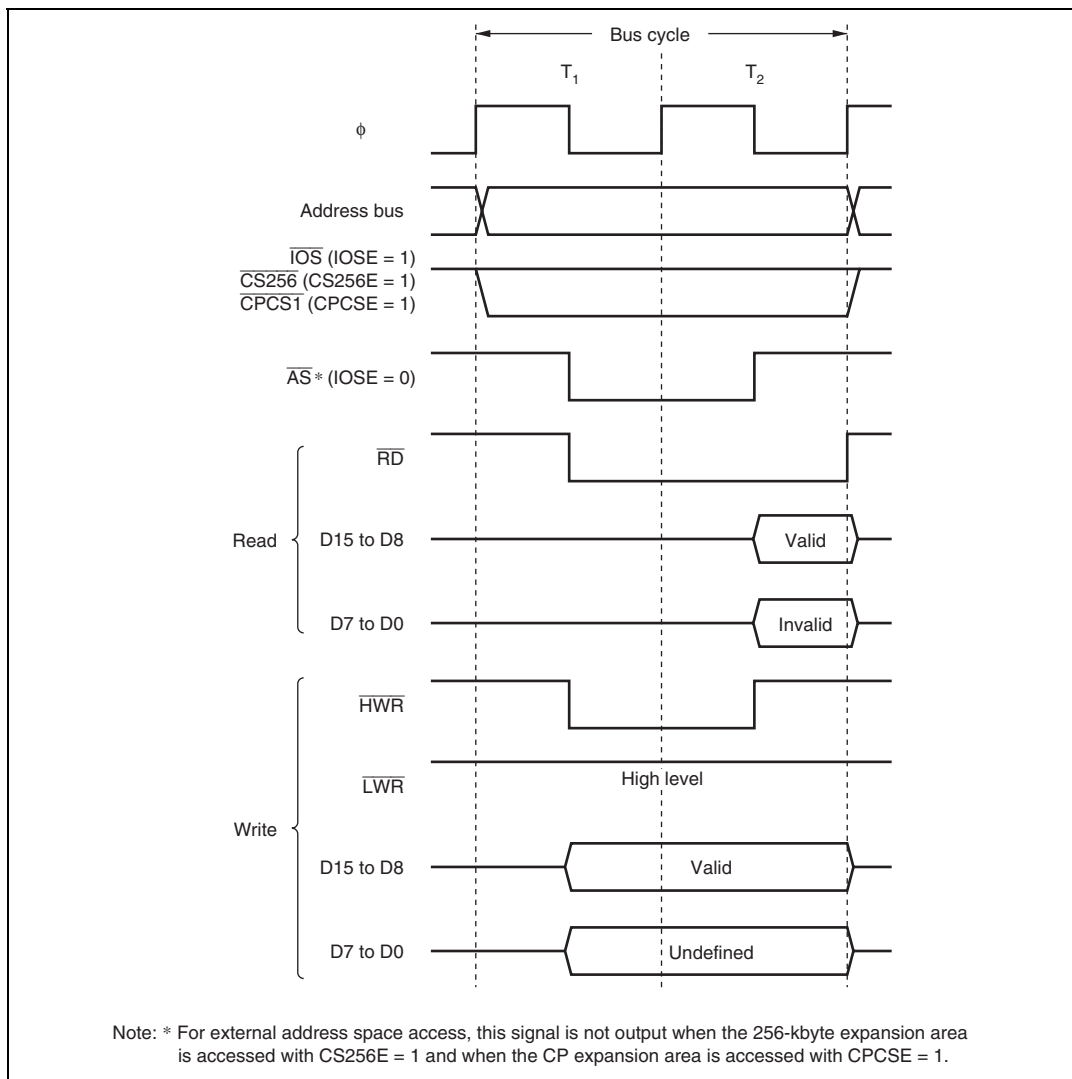 Bus cycle
T1 T2
ϕ
Address bus
IOS (IOSE = 1)
CS256 (CS256E = 1)
CPCS1 (CPCSE = 1)
AS * (IOSE = 0)
RD
Read
D15 to D8
Valid
D7 to D0
Invalid
HWR
High level
LWR
Write
D15 to D8
Valid
D7 to D0
Undefined
Note: * For external address space access, this signal is not output when the 256-kbyte expansion area
is accessed with CS256E = 1 and when the CP expansion area is accessed with CPCSE = 1.